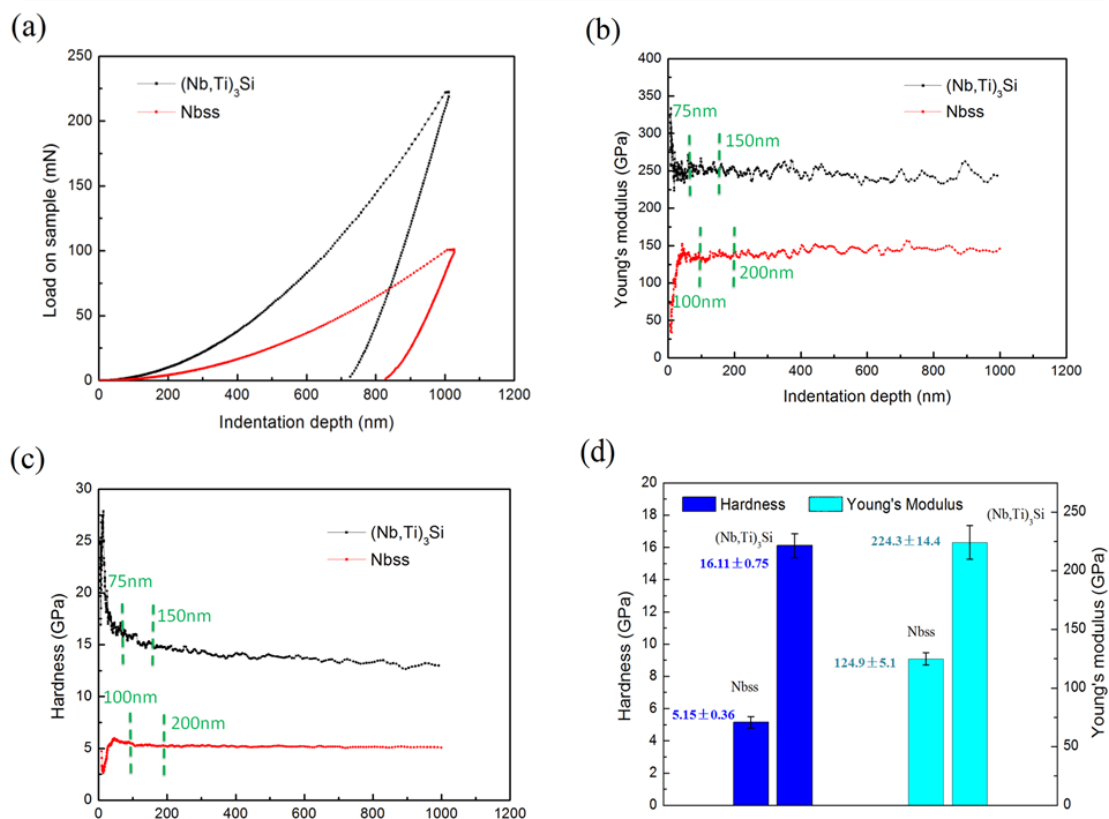 (a)
250
200
150
100
50
0
0 200 400 600 800 1000 1200
Load on sample (mN)
Indentation depth (nm)
(Nb,Ti)₃Si
Nbss
(b)
400
350
300
250
200
150
100
50
0
0 200 400 600 800 1000 1200
Young's modulus (GPa)
Indentation depth (nm)
(Nb,Ti)₃Si
Nbss
75nm
150nm
100nm
200nm
(c)
30
25
20
15
10
5
0
0 200 400 600 800 1000 1200
Hardness (GPa)
(Nb,Ti)₃Si
Nbss
75nm
150nm
100nm
200nm
(d)
20
18
16
14
12
10
8
6
4
2
0
Hardness (GPa)
Hardness
Young's Modulus
(Nb,Ti)₃Si
16.11±0.75
Nbss
5.15±0.36
(Nb,Ti)₃Si
224.3±14.4
Nbss
124.9±5.1
250
200
150
100
50
0
Young's modulus (GPa)